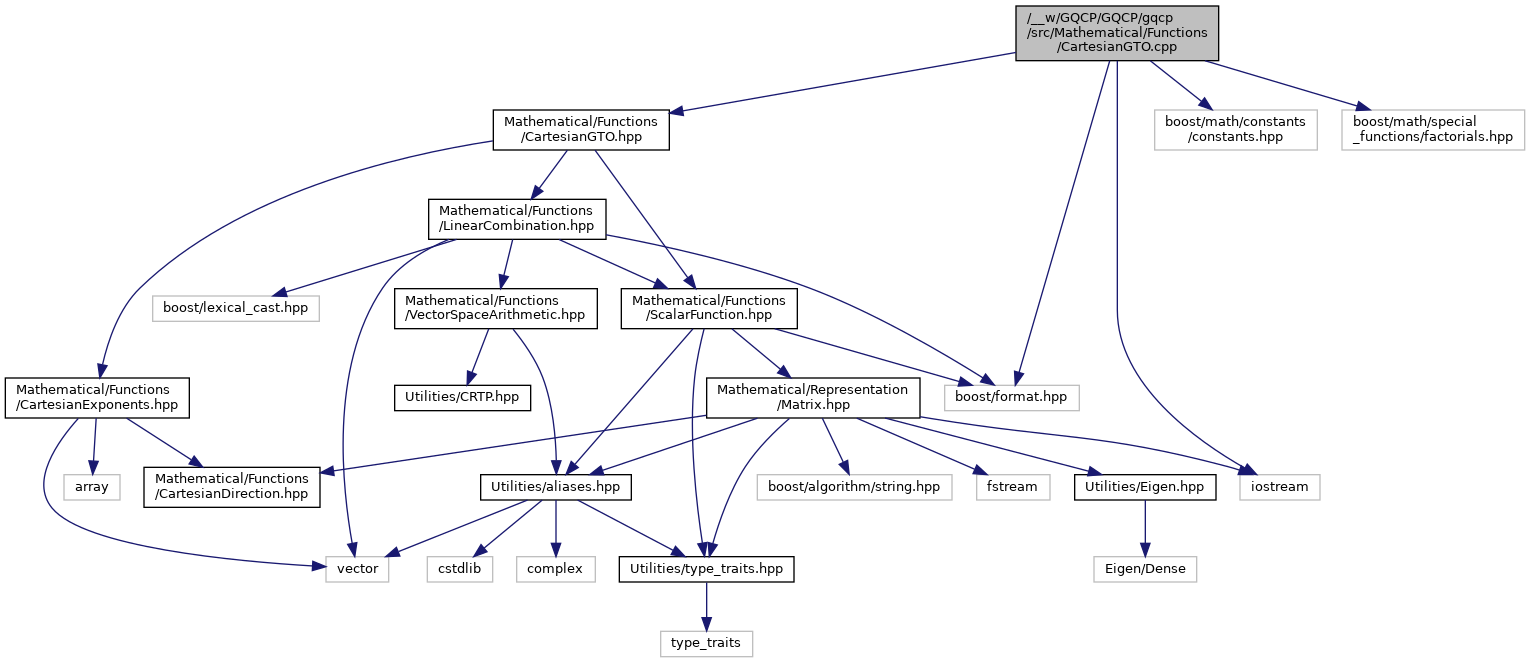 /__w/GQCP/GQCP/gqcp
/src/Mathematical/Functions
/CartesianGTO.cpp
Mathematical/Functions
/CartesianGTO.hpp
boost/math/constants
/constants.hpp
boost/math/special
_functions/factorials.hpp
Mathematical/Functions
/LinearCombination.hpp
boost/lexical_cast.hpp
Mathematical/Functions
/VectorSpaceArithmetic.hpp
Mathematical/Functions
/ScalarFunction.hpp
Mathematical/Functions
/CartesianExponents.hpp
Utilities/CRTP.hpp
Mathematical/Representation
/Matrix.hpp
boost/format.hpp
array
Mathematical/Functions
/CartesianDirection.hpp
Utilities/aliases.hpp
boost/algorithm/string.hpp
fstream
Utilities/Eigen.hpp
iostream
vector
cstdlib
complex
Utilities/type_traits.hpp
Eigen/Dense
type_traits